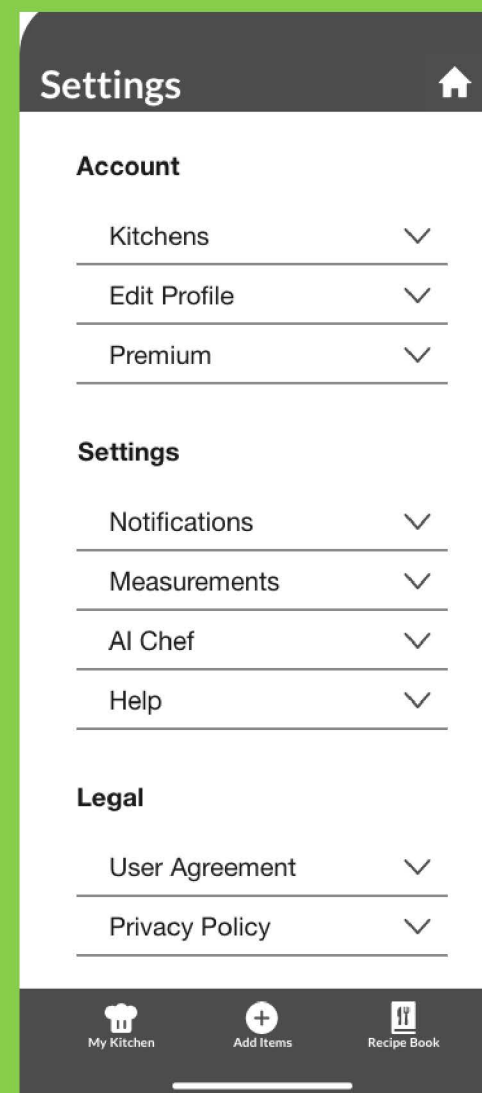 Settings
Account
Kitchens
Edit Profile
Premium
Settings
Notifications
Measurements
AI Chef
Help
Legal
User Agreement
Privacy Policy
My Kitchen Add Items Recipe Book